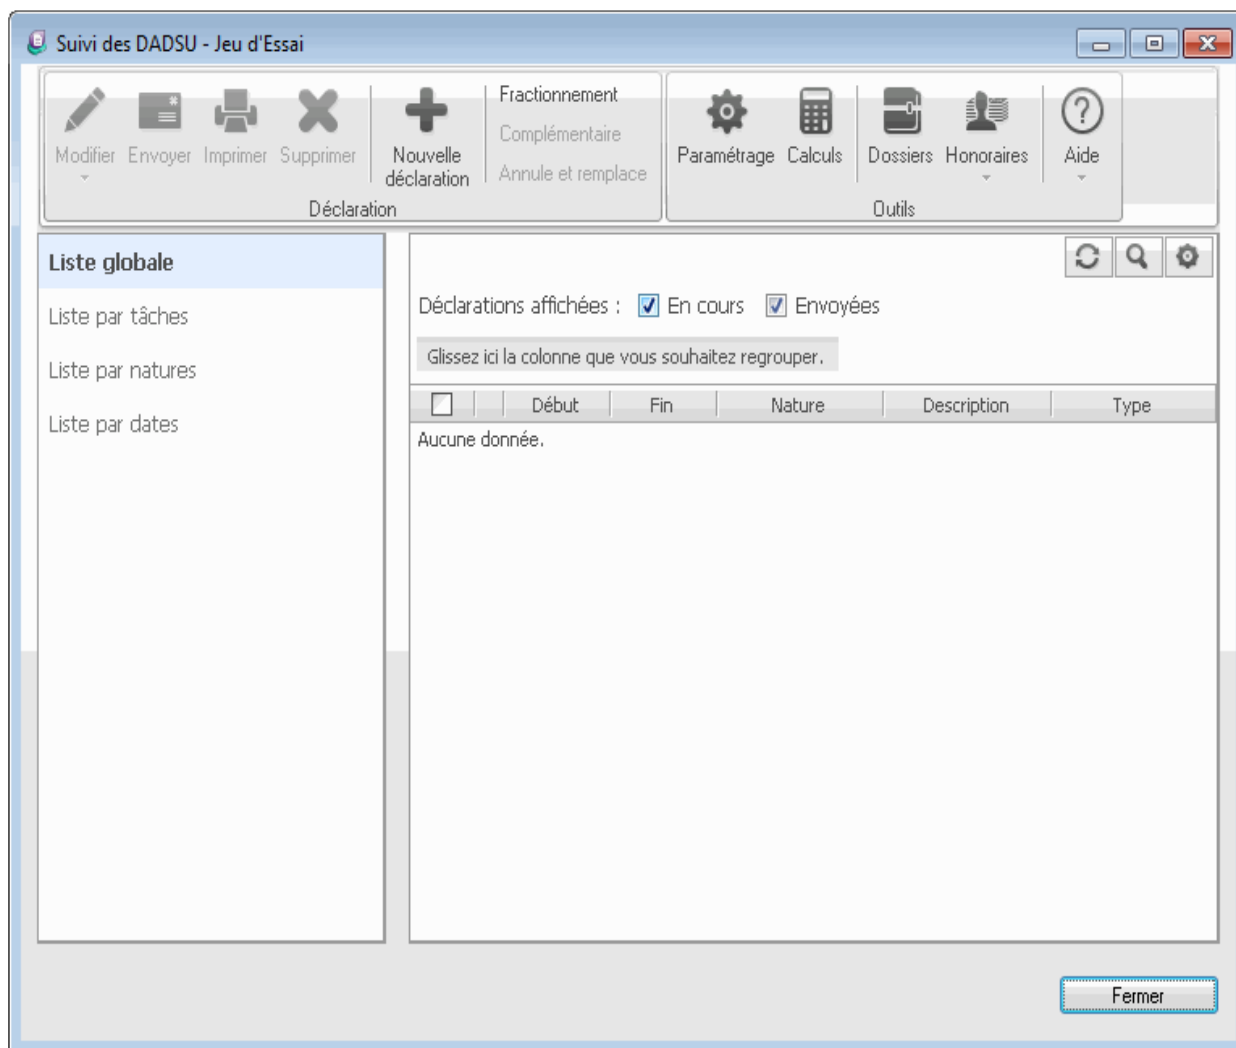 Suivi des DADSU - Jeu d'Essai
Modifier Envoyer Imprimer Supprimer
Nouvelle
déclaration
Fractionnement
Complémentaire
Annule et remplace
Déclaration
Paramétrage Calculs Dossiers Honoraires Aide
Outils
Liste globale
Liste par tâches
Liste par natures
Liste par dates
Déclarations affichées : En cours Envoyées
Glissez ici la colonne que vous souhaitez regrouper.
Début Fin Nature Description Type
Aucune donnée.
Fermer